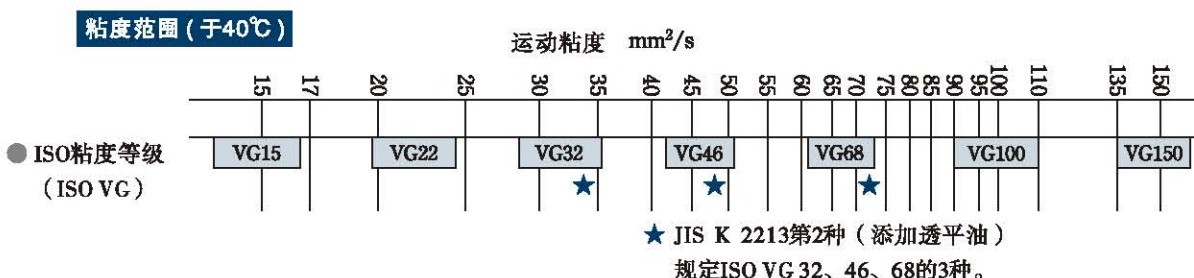 粘度范围（于40℃）
运动粘度 mm²/s
15 17 20 25 30 35 40 45 50 55 60 65 70 75 80 85 90 95 100 110 135 150
● ISO粘度等级 VG15 VG22 VG32 VG46 VG68 VG100 VG150
（ISO VG）
★ JIS K 2213第2种（添加透平油）
规定ISO VG 32、46、68的3种。